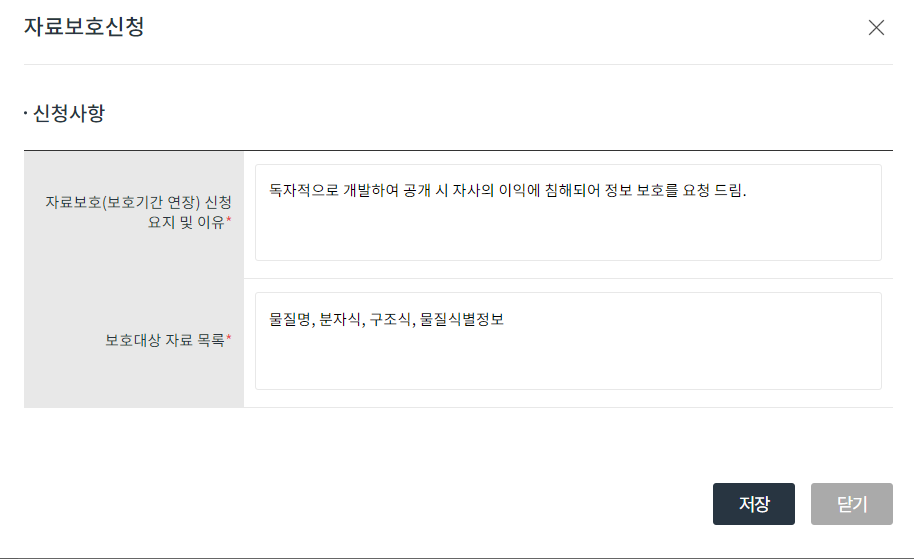 자료보호신청
· 신청사항
자료보호(보호기간 연장) 신청
요지 및 이유*
독자적으로 개발하여 공개 시 자사의 이익에 침해되어 정보 보호를 요청 드림.
보호대상 자료 목록*
물질명, 분자식, 구조식, 물질식별정보
저장
닫기